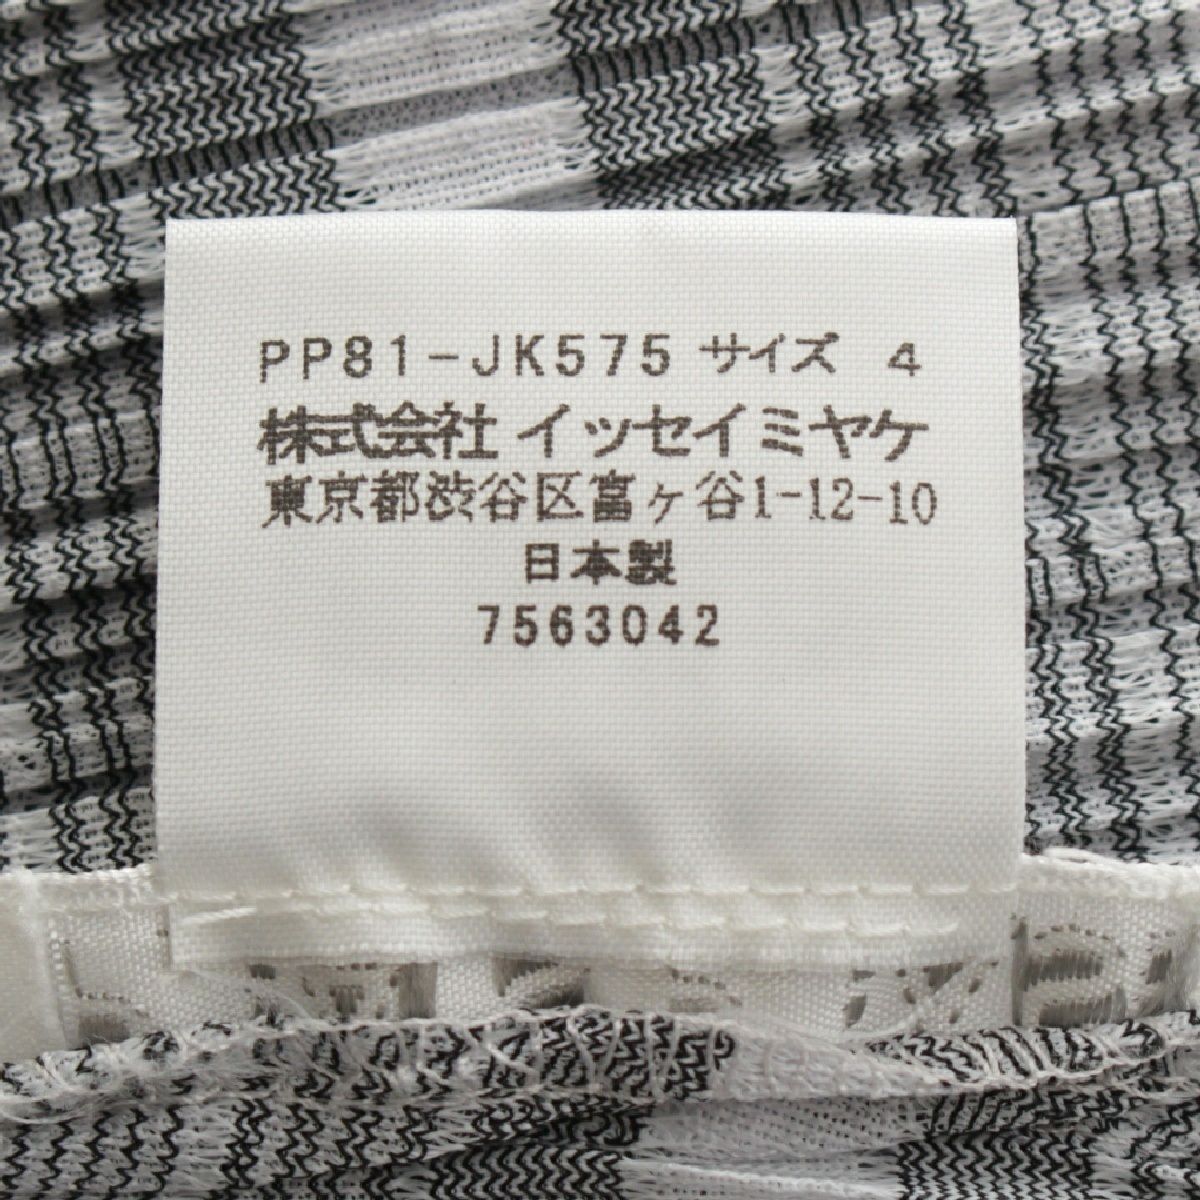 PP81-JK575 サイズ 4
株式会社 イッセイミヤケ
東京都渋谷区富ヶ谷1-12-10
日本製
7563042